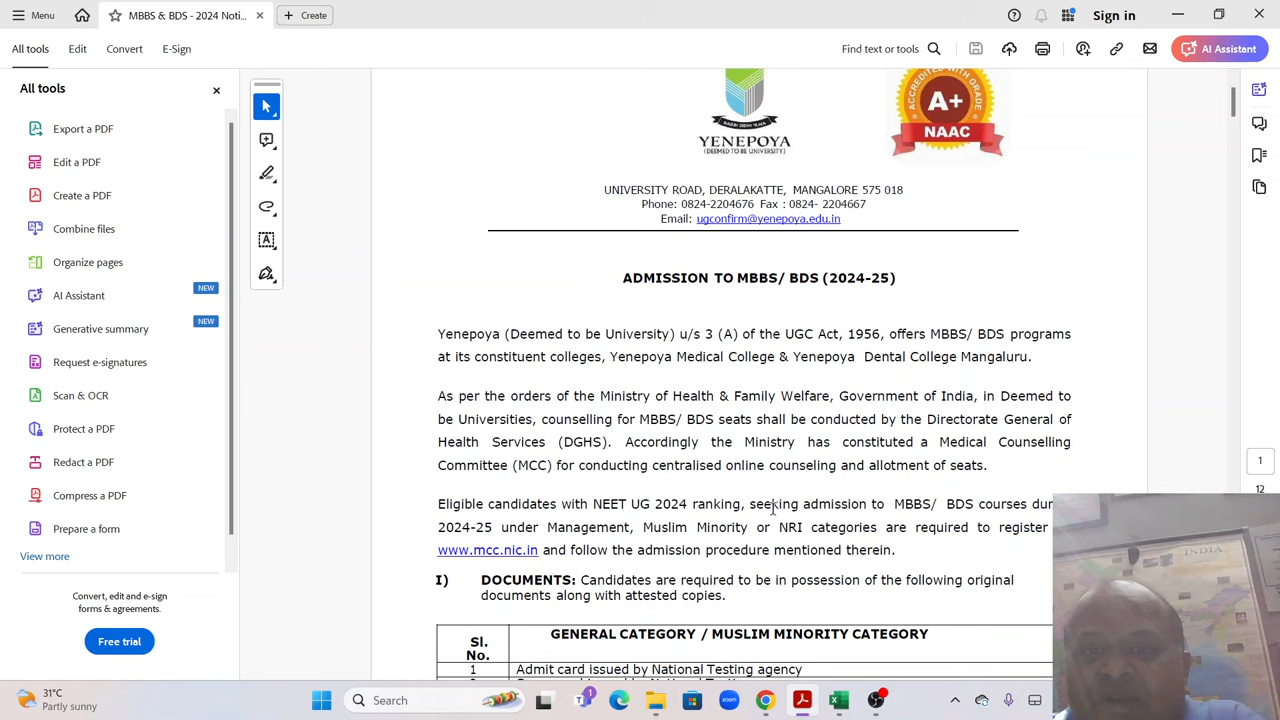 Menu
MBBS & BDS - 2024 Noti...
Create
Sign in
All tools
Edit
Convert
E-Sign
Find text or tools
AI Assistant
All tools
Export a PDF
Edit a PDF
Create a PDF
Combine files
Organize pages
AI Assistant
NEW
Generative summary
NEW
Request e-signatures
Scan & OCR
Protect a PDF
Redact a PDF
Compress a PDF
Prepare a form
View more
Convert, edit and e-sign
forms & agreements.
Free trial
YENEPOYA
(DEEMED TO BE UNIVERSITY)
ACCREDITED WITH GRADE
A+
NAAC
UNIVERSITY ROAD, DERALAKATTE, MANGALORE 575 018
Phone: 0824-2204676 Fax : 0824- 2204667
Email: ugconfirm@yenepoya.edu.in
ADMISSION TO MBBS/ BDS (2024-25)
Yenepoya (Deemed to be University) u/s 3 (A) of the UGC Act, 1956, offers MBBS/ BDS programs
at its constituent colleges, Yenepoya Medical College & Yenepoya Dental College Mangaluru.
As per the orders of the Ministry of Health & Family Welfare, Government of India, in Deemed to
be Universities, counselling for MBBS/ BDS seats shall be conducted by the Directorate General of
Health Services (DGHS). Accordingly the Ministry has constituted a Medical Counselling
Committee (MCC) for conducting centralised online counseling and allotment of seats.
Eligible candidates with NEET UG 2024 ranking, seeking admission to MBBS/ BDS courses
2024-25 under Management, Muslim Minority or NRI categories are required to register
www.mcc.nic.in and follow the admission procedure mentioned therein.
I) DOCUMENTS: Candidates are required to be in possession of the following original
documents along with attested copies.
Sl.
No.
GENERAL CATEGORY / MUSLIM MINORITY CATEGORY
1 Admit card issued by National Testing agency
1
12
INDIA
31°C
Partly sunny
Search
1
zoom